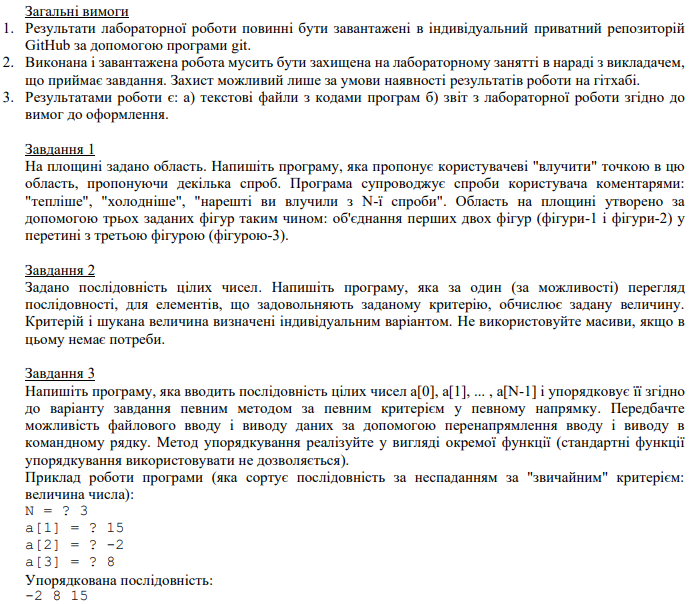 Загальні вимоги
1. Результати лабораторної роботи повинні бути завантажені в індивідуальний приватний репозиторій
GitHub за допомогою програми git.
2. Виконана і завантажена робота мусить бути захищена на лабораторному занятті в нараді з викладачем,
що приймає завдання. Захист можливий лише за умови наявності результатів роботи на гітхабі.
3. Результатами роботи є: а) текстові файли з кодами програм б) звіт з лабораторної роботи згідно до
вимог до оформлення.
Завдання 1
На площині задано область. Напишіть програму, яка пропонує користувачеві "влучити" точкою в цю
область, пропонуючи декілька спроб. Програма супроводжує спроби користувача коментарями:
"тепліше", "холодніше", "нарешті ви влучили з N-ї спроби". Область на площині утворено за
допомогою трьох заданих фігур таким чином: об'єднання перших двох фігур (фігури-1 і фігури-2) у
перетині з третьою фігурою (фігурою-3).
Завдання 2
Задано послідовність цілих чисел. Напишіть програму, яка за один (за можливості) перегляд
послідовності, для елементів, що задовольняють заданому критерію, обчислює задану величину.
Критерій і шукана величина визначені індивідуальним варіантом. Не використовуйте масиви, якщо в
цьому немає потреби.
Завдання 3
Напишіть програму, яка вводить послідовність цілих чисел a[0], a[1], ... , a[N-1] і упорядковує її згідно
до варіанту завдання певним методом за певним критерієм у певному напрямку. Передбачте
можливість файлового вводу і виводу даних за допомогою перенапрямлення вводу і виводу в
командному рядку. Метод упорядкування реалізуйте у вигляді окремої функції (стандартні функції
упорядкування використовувати не дозволяється).
Приклад роботи програми (яка сортує послідовність за неспаданням за "звичайним" критерієм:
величина числа):
N = ? 3
a[1] = ? 15
a[2] = ? -2
a[3] = ? 8
Упорядкована послідовність:
-2 8 15